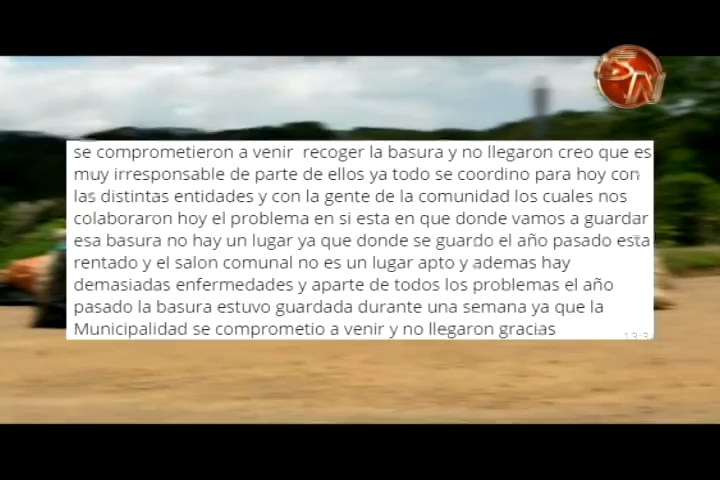 SN
se comprometieron a venir recoger la basura y no llegaron creo que es
muy irresponsable de parte de ellos ya todo se coordino para hoy con
las distintas entidades y con la gente de la comunidad los cuales nos
colaboraron hoy el problema en si esta en que donde vamos a guardar
esa basura no hay un lugar ya que donde se guardo el año pasado esta
rentado y el salon comunal no es un lugar apto y ademas hay
demasiadas enfermedades y aparte de todos los problemas el año
pasado la basura estuvo guardada durante una semana ya que la
Municipalidad se comprometio a venir y no llegaron gracias